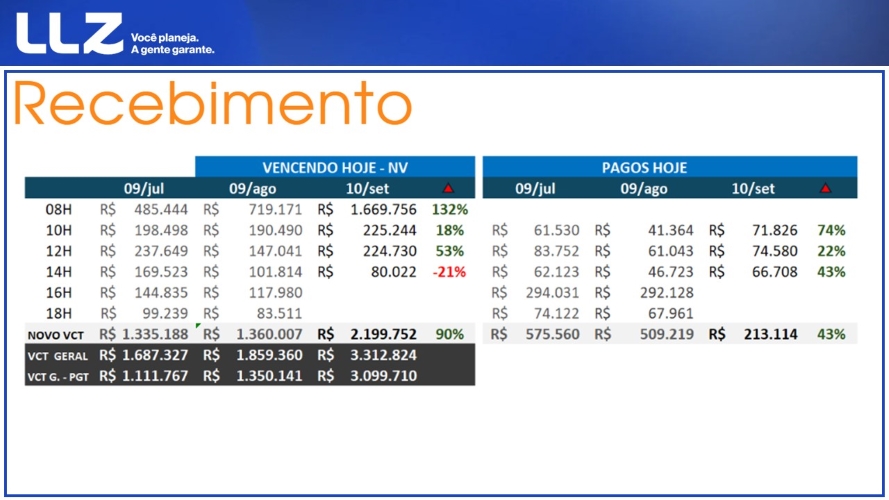 LLZ Você planeja.
A gente garante.
Recebimento
VENCENDO HOJE - NV PAGOS HOJE
09/jul 09/ago 10/set 09/jul 09/ago 10/set
08H R$ 485.444 R$ 719.171 R$ 1.669.756 132%
10H R$ 198.498 R$ 190.490 R$ 225.244 18% R$ 61.530 R$ 41.364 R$ 71.826 74%
12H R$ 237.649 R$ 147.041 R$ 224.730 53% R$ 83.752 R$ 61.043 R$ 74.580 22%
14H R$ 169.523 R$ 101.814 R$ 80.022 -21% R$ 62.123 R$ 46.723 R$ 66.708 43%
16H R$ 144.835 R$ 117.980 R$ 294.031 R$ 292.128
18H R$ 99.239 R$ 83.511 R$ 74.122 R$ 67.961
NOVO VCT R$ 1.335.188 R$ 1.360.007 R$ 2.199.752 90% R$ 575.560 R$ 509.219 R$ 213.114 43%
VCT GERAL R$ 1.687.327 R$ 1.859.360 R$ 3.312.824
VCT G. - PGT R$ 1.111.767 R$ 1.350.141 R$ 3.099.710